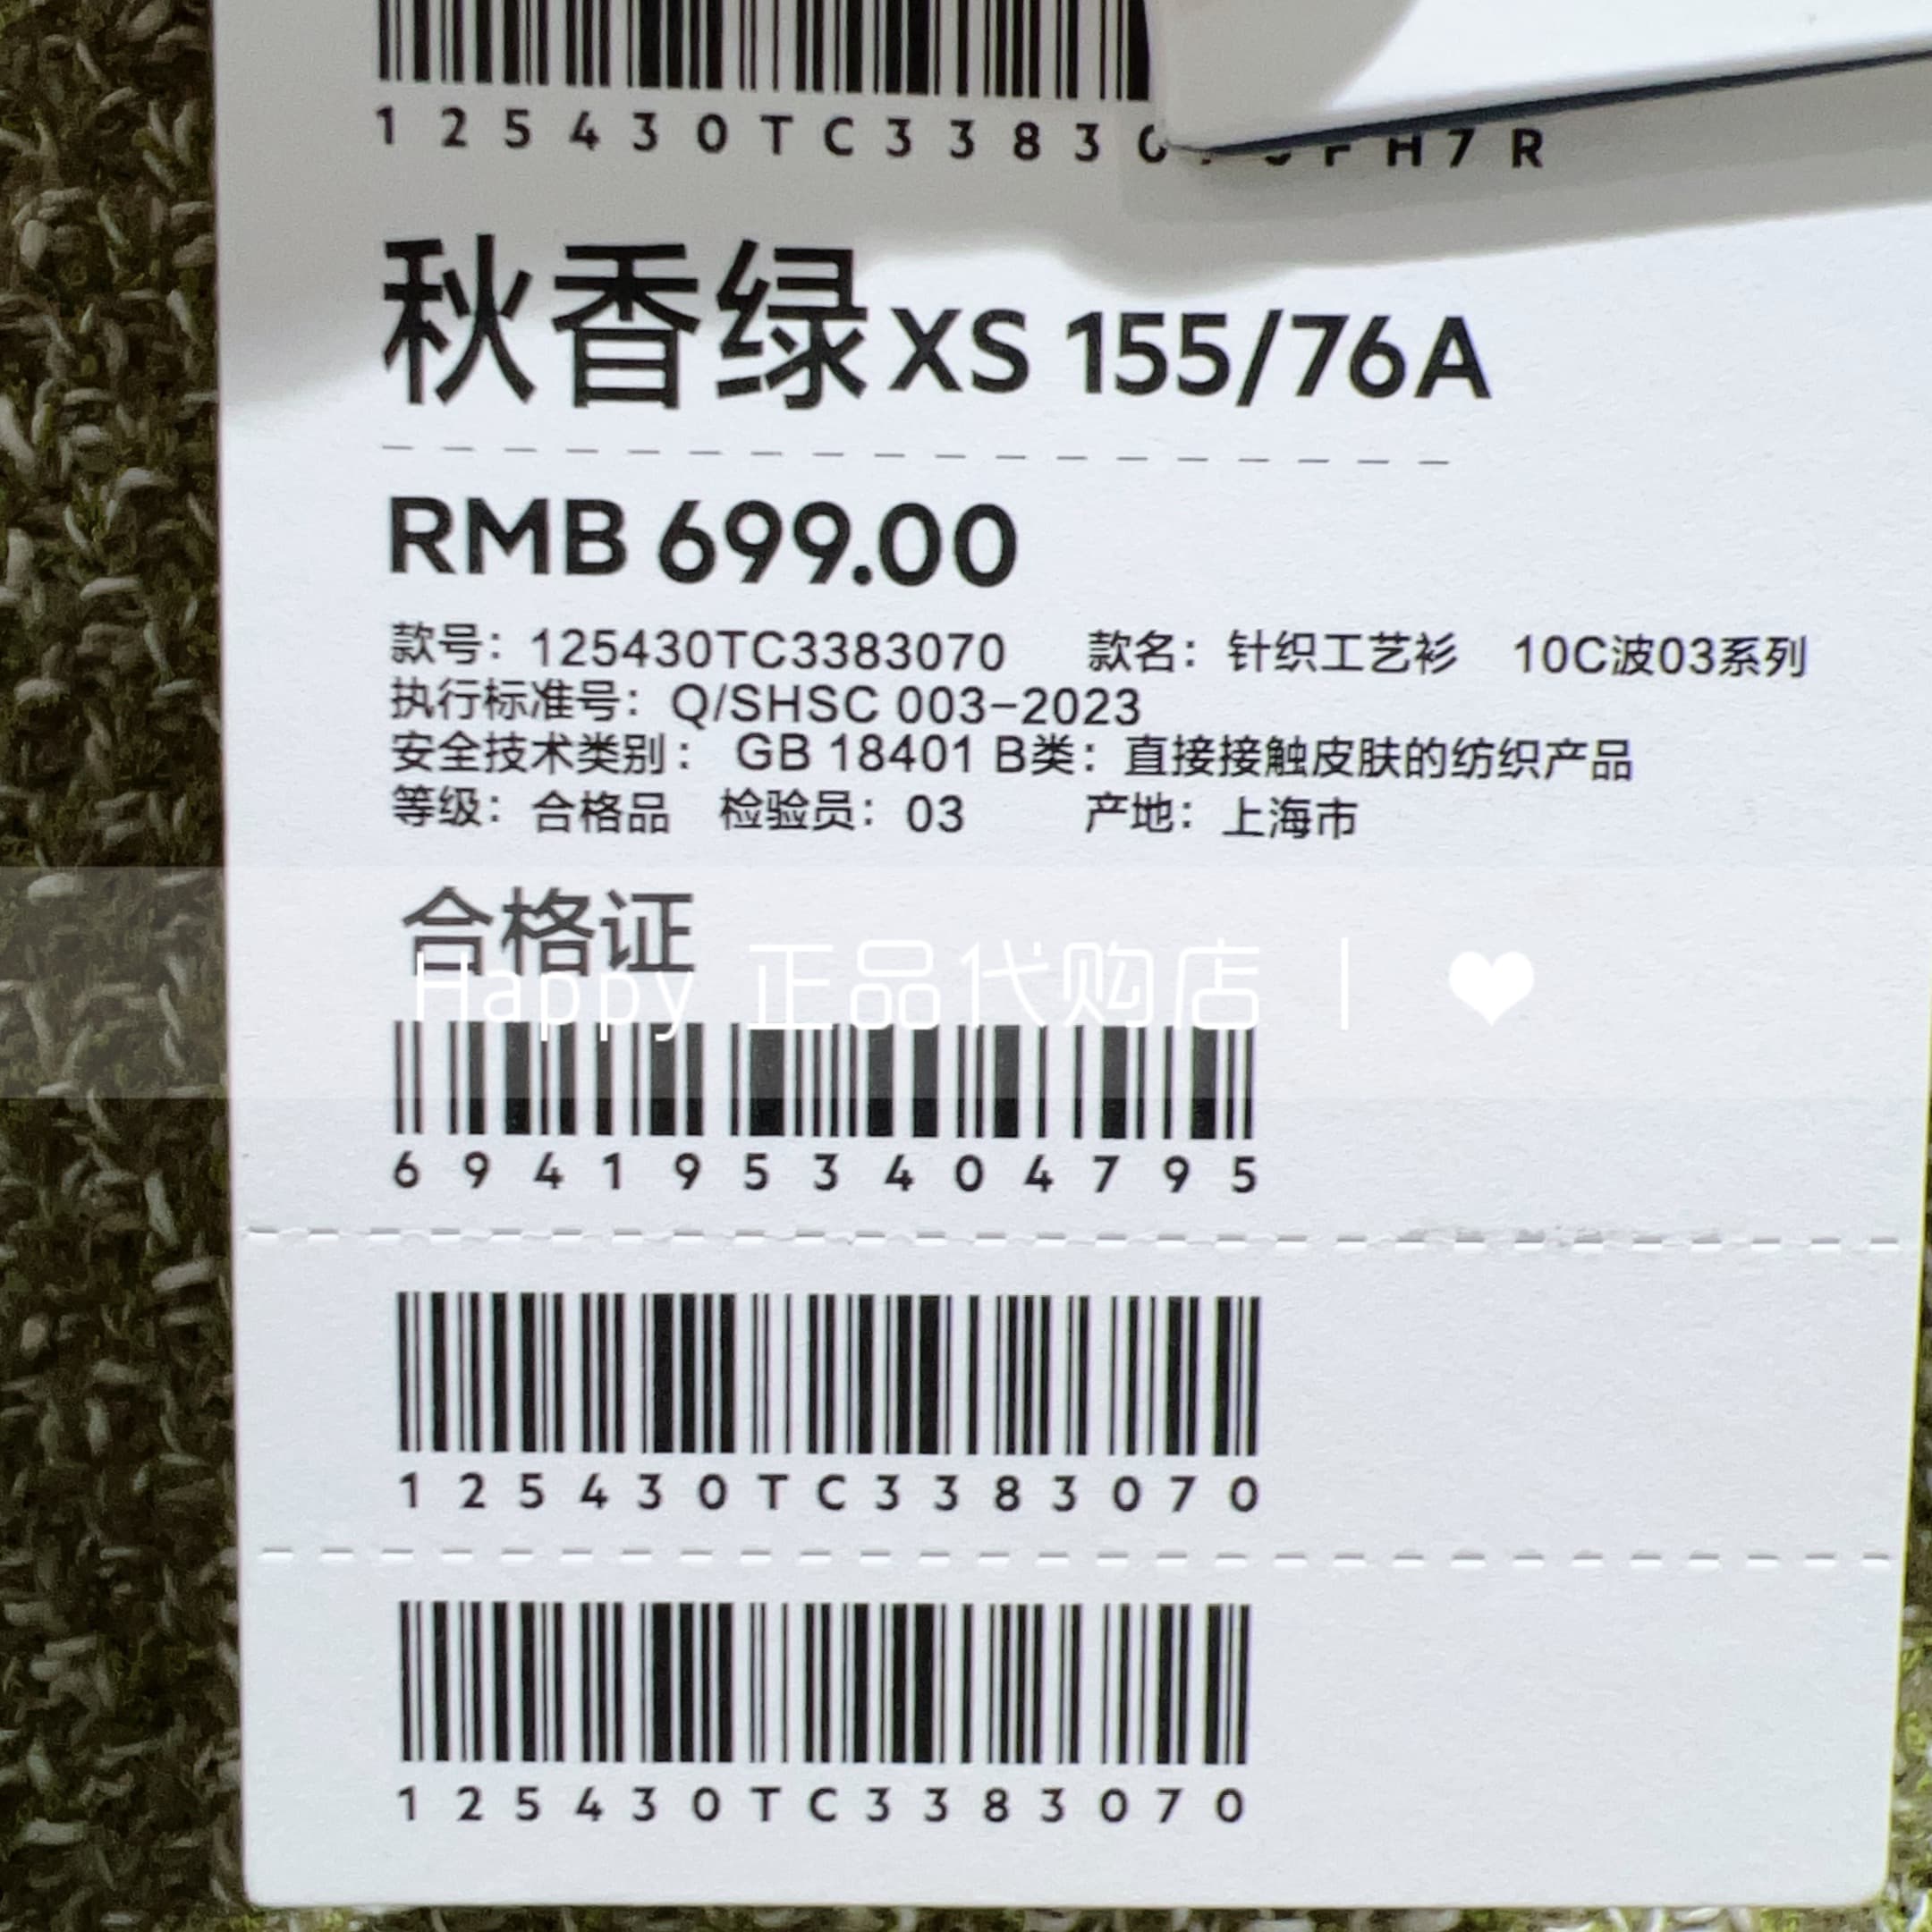 125430TC33830 H7R
秋香绿 XS 155/76A
RMB 699.00
款号：125430TC3383070 款名：针织工艺衫 10C波03系列
执行标准号：Q/SHSC 003-2023
安全技术类别： GB 18401 B类：直接接触皮肤的纺织产品
等级：合格品 检验员：03 产地：上海市
合格证
Happy 正品代购店 丨 ❤
6941953404795
125430TC3383070
125430TC3383070